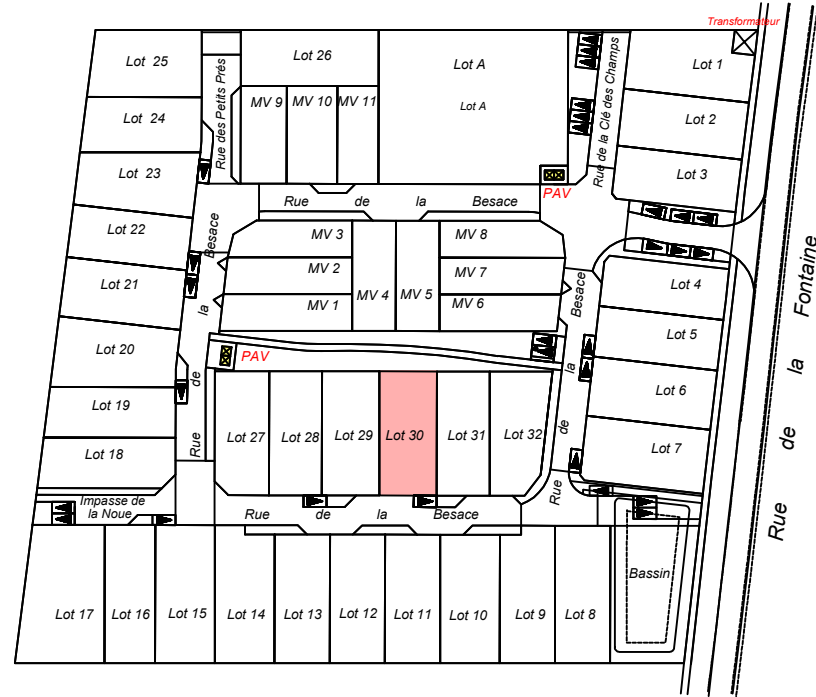 Transformateur
Lot 25
Lot 26
Lot A
Lot 1
Lot 24
Rue des Petits Prés
MV 9
MV 10
MV 11
Lot A
Rue de la Clé des Champs
Lot 2
Lot 23
Lot 3
PAV
Rue de la Besace
Lot 22
Rue de la Besace
MV 3
MV 8
MV 2
MV 7
MV 1
MV 4
MV 5
MV 6
Rue de la Besace
Lot 4
Lot 21
Lot 5
Lot 20
PAV
Lot 6
Lot 19
Lot 27
Lot 28
Lot 29
Lot 30
Lot 31
Lot 32
Lot 7
Lot 18
Impasse de
la Noue
Rue de la Besace
Rue de la Fontaine
Bassin
Lot 17
Lot 16
Lot 15
Lot 14
Lot 13
Lot 12
Lot 11
Lot 10
Lot 9
Lot 8